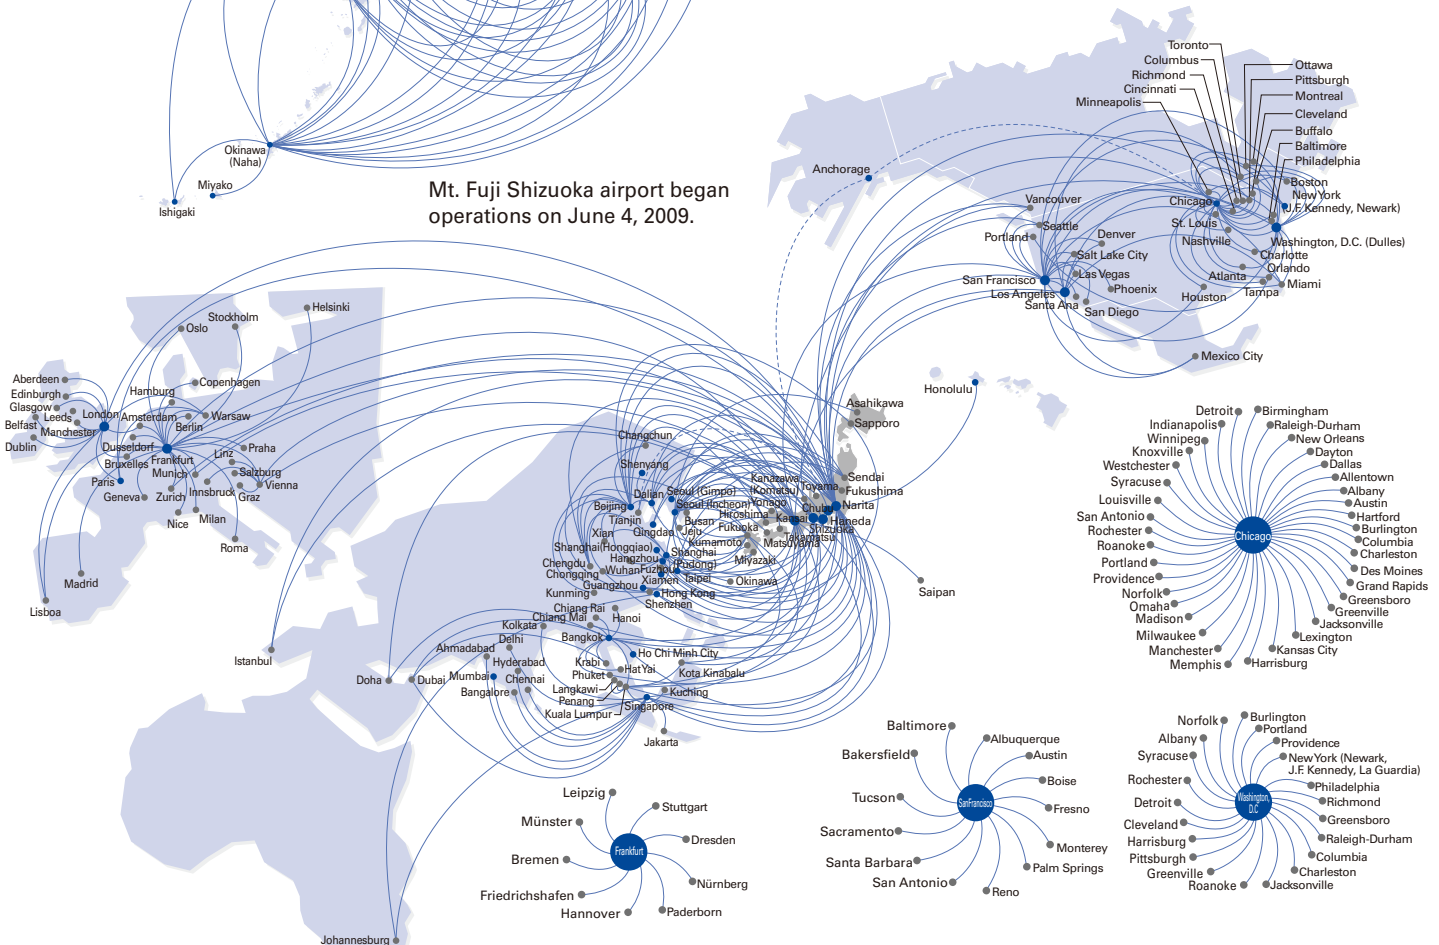 Okinawa
(Naha)
Miyako
Ishigaki
Mt. Fuji Shizuoka airport began
operations on June 4, 2009.
Toronto
Columbus
Richmond
Cincinnati
Minneapolis
Ottawa
Pittsburgh
Montreal
Cleveland
Buffalo
Baltimore
Philadelphia
Boston
New York
(J.F. Kennedy, Newark)
Anchorage
Chicago
St. Louis
Nashville
Washington, D.C. (Dulles)
Charlotte
Orlando
Atlanta
Houston
Tampa
Miami
Vancouver
Seattle
Portland
Denver
Salt Lake City
Las Vegas
San Francisco
Los Angeles
Phoenix
Santa Ana
San Diego
Mexico City
Honolulu
Helsinki
Stockholm
Oslo
Aberdeen
Edinburgh
Glasgow
Leeds
London
Belfast
Manchester
Dublin
Copenhagen
Hamburg
Amsterdam
Warsaw
Berlin
Dusseldorf
Bruxelles
Frankfurt
Praha
Linz
Munich
Salzburg
Paris
Geneva
Zurich
Innsbruck
Vienna
Graz
Nice
Milan
Roma
Madrid
Lisboa
Istanbul
Doha
Dubai
Johannesburg
Asahikawa
Sapporo
Changchun
Shenyang
Dalian
Seoul (Gimpo)
Seoul (Incheon)
Beijing
Tianjin
Qingdao
Busan
Jeju
Kanazawa
(Komatsu)
Toyama
Yonago
Hiroshima
Fukuoka
Kumamoto
Kansai
Chubu
Sendai
Fukushima
Narita
Haneda
Shizuoka
Takamatsu
Matsuyama
Miyazaki
Okinawa
Saipan
Xian
Shanghai(Hongqiao)
Shanghai
(Pudong)
Hangzhou
Chengdu
Chongqing
Wuhan
Fuzhou
Xiamen
Taipei
Guangzhou
Hong Kong
Kunming
Shenzhen
Chiang Rai
Chiang Mai
Hanoi
Kolkata
Bangkok
Delhi
Ahmadabad
Ho Chi Minh City
Hyderabad
Krabi
Hat Yai
Kota Kinabalu
Mumbai
Chennai
Phuket
Bangalore
Langkawi
Kuching
Penang
Singapore
Kuala Lumpur
Jakarta
Detroit
Indianapolis
Winnipeg
Knoxville
Westchester
Syracuse
Louisville
San Antonio
Rochester
Roanoke
Portland
Providence
Norfolk
Omaha
Madison
Milwaukee
Manchester
Memphis
Chicago
Birmingham
Raleigh-Durham
New Orleans
Dayton
Dallas
Allentown
Albany
Austin
Hartford
Burlington
Columbia
Charleston
Des Moines
Grand Rapids
Greensboro
Greenville
Jacksonville
Lexington
Kansas City
Harrisburg
Leipzig
Münster
Bremen
Friedrichshafen
Hannover
Frankfurt
Stuttgart
Dresden
Nürnberg
Paderborn
Baltimore
Bakersfield
Tucson
Sacramento
Santa Barbara
San Antonio
SanFrancisco
Albuquerque
Austin
Boise
Fresno
Monterey
Palm Springs
Reno
Norfolk
Albany
Syracuse
Rochester
Detroit
Cleveland
Harrisburg
Pittsburgh
Greenville
Roanoke
Washington,
D.C
Burlington
Portland
Providence
New York (Newark,
J.F. Kennedy, La Guardia)
Philadelphia
Richmond
Greensboro
Raleigh-Durham
Columbia
Charleston
Jacksonville